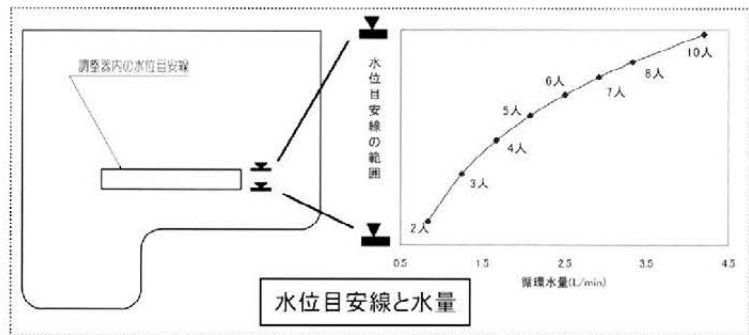 調整器内の水位目安線
水位目安線の範囲
10人
8人
7人
6人
5人
4人
3人
2人
0.5
1.5
2.5
3.5
4.5
循環水量(L/min)
水位目安線と水量